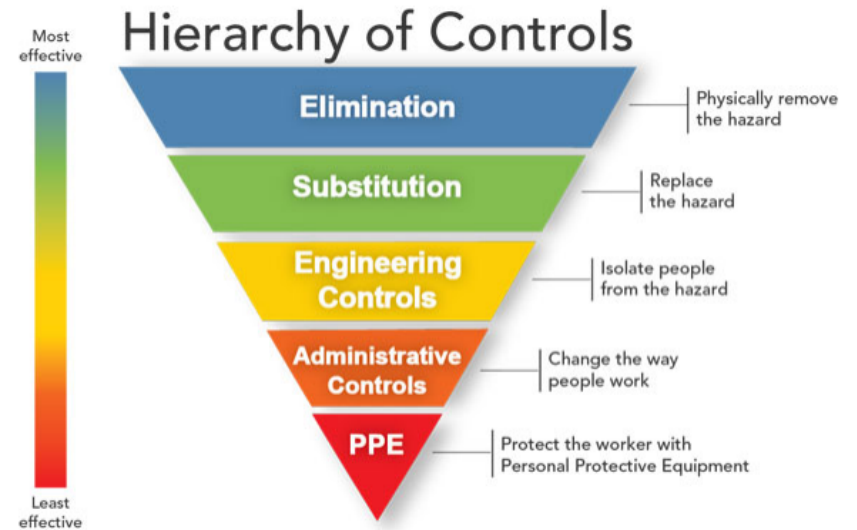 Hierarchy of Controls
Most
effective
Elimination
Physically remove
the hazard
Substitution
Replace
the hazard
Engineering
Controls
Isolate people
from the hazard
Administrative
Controls
Change the way
people work
PPE
Protect the worker with
Personal Protective Equipment
Least
effective